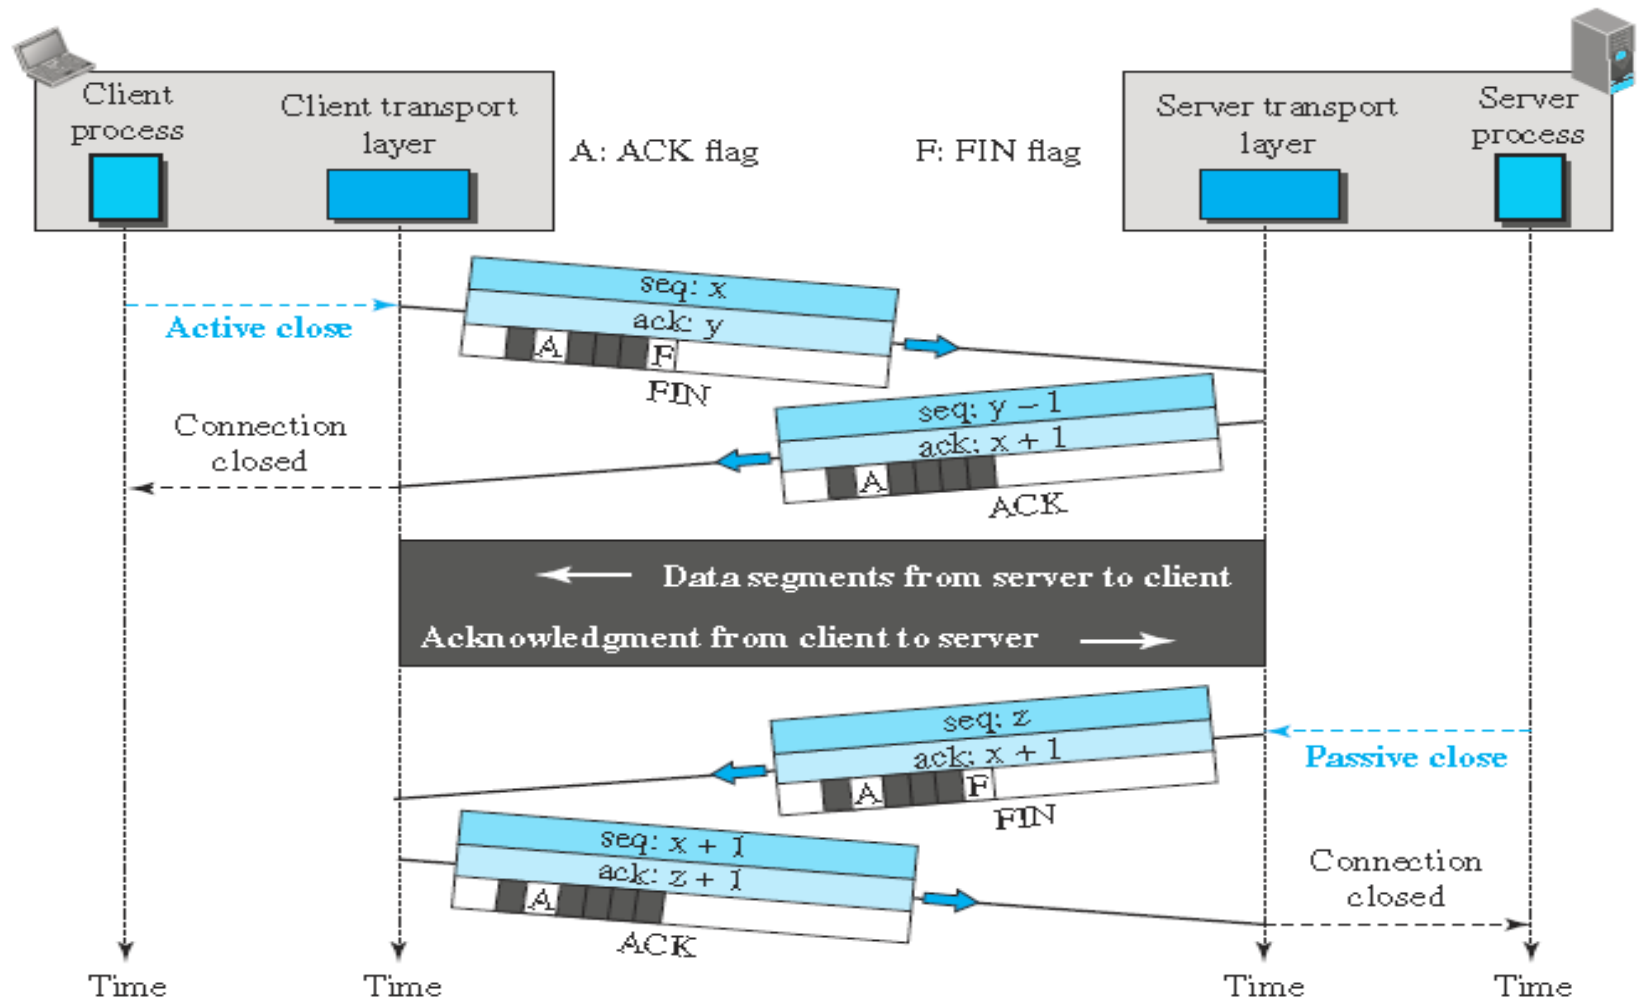 Client
process
Client transport
layer
A: ACK flag
F: FIN flag
Server transport
layer
Server
process
Active close
seq: x
ack: y
A
F
FIN
seq: y – 1
ack: x + 1
A
ACK
Connection
closed
Data segments from server to client
Acknowledgment from client to server
seq: z
ack: x + 1
A
F
FIN
Passive close
seq: x + 1
ack: z + 1
A
ACK
Connection
closed
Time
Time
Time
Time